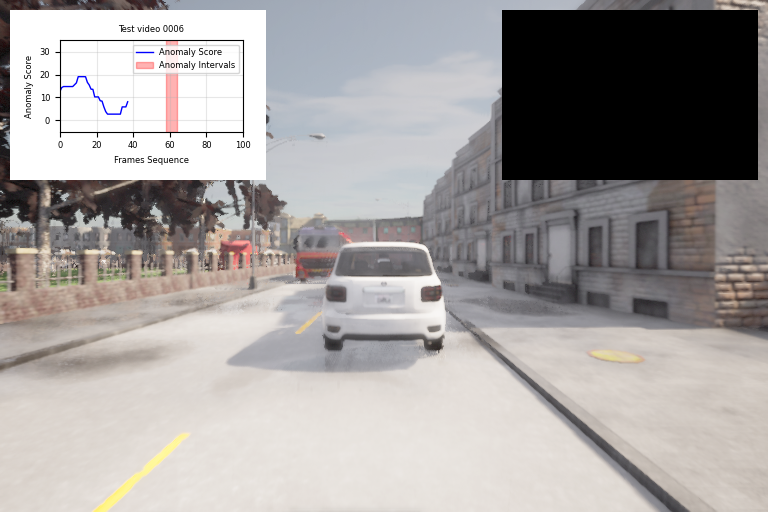 Test video 0006
Anomaly Score
Anomaly Intervals
Anomaly Score
30
20
10
0
0 20 40 60 80 100
Frames Sequence